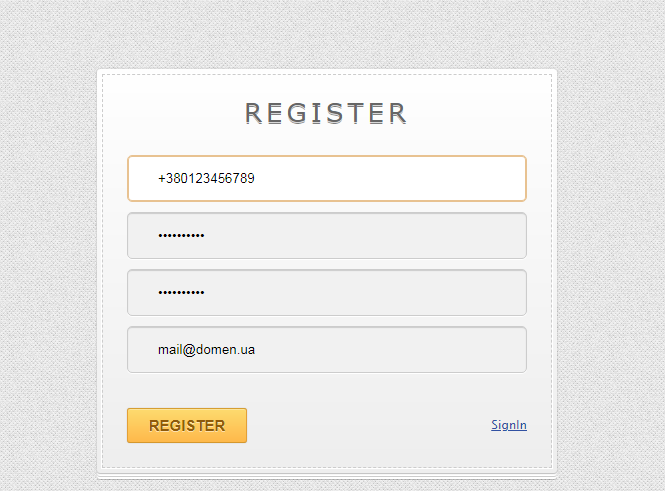 REGISTER
+380123456789
••••••••••
••••••••••
mail@domen.ua
REGISTER
SignIn